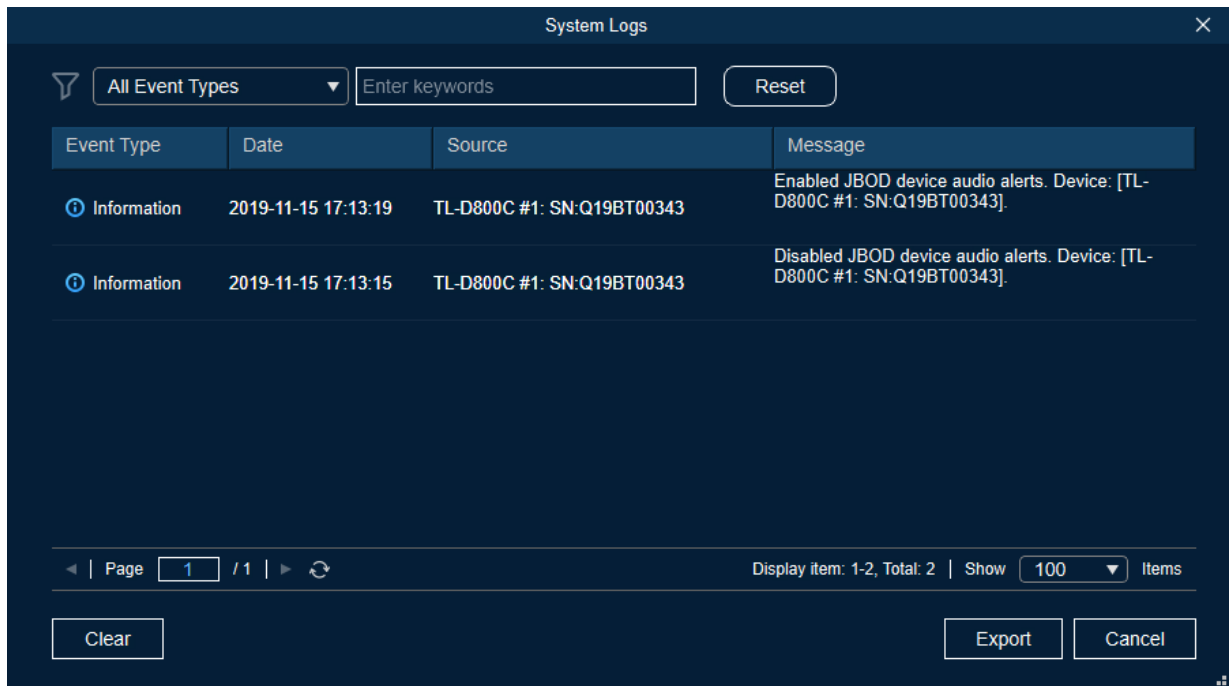 System Logs
All Event Types Enter keywords Reset
Event Type Date Source Message
Information 2019-11-15 17:13:19 TL-D800C #1: SN:Q19BT00343 Enabled JBOD device audio alerts. Device: [TL-
D800C #1: SN:Q19BT00343].
Information 2019-11-15 17:13:15 TL-D800C #1: SN:Q19BT00343 Disabled JBOD device audio alerts. Device: [TL-
D800C #1: SN:Q19BT00343].
Page 1 / 1 Display item: 1-2, Total: 2 | Show 100 Items
Clear Export Cancel